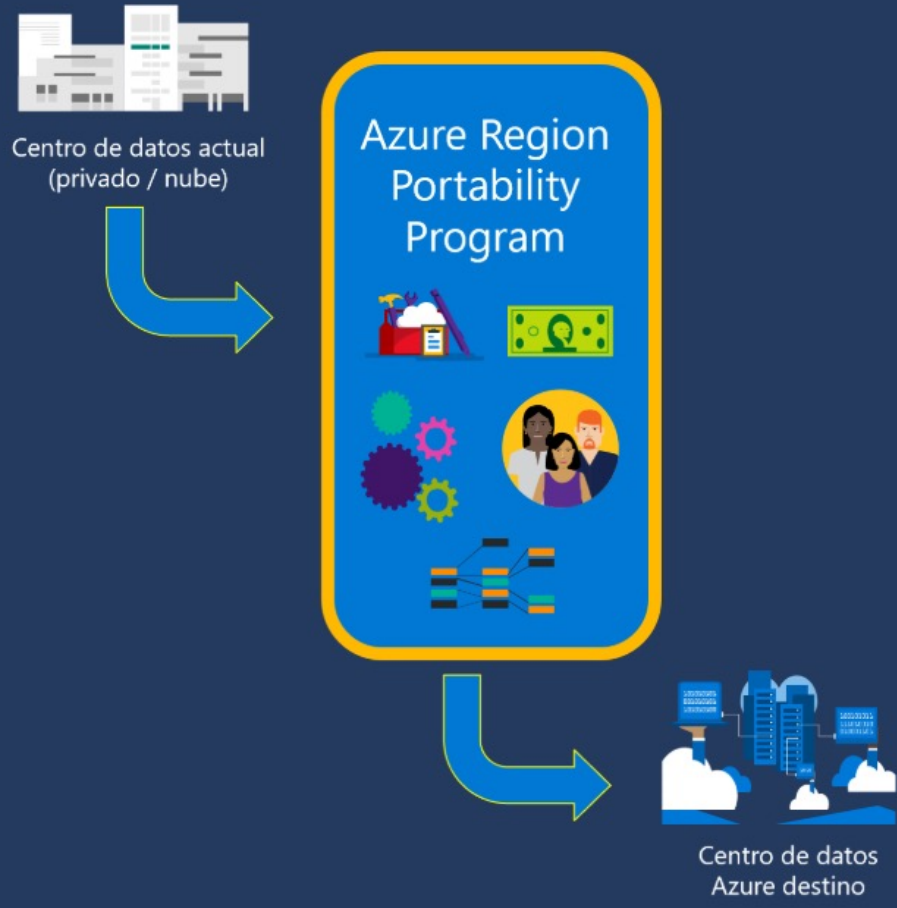 Centro de datos actual
(privado / nube)
Azure Region
Portability
Program
Centro de datos
Azure destino